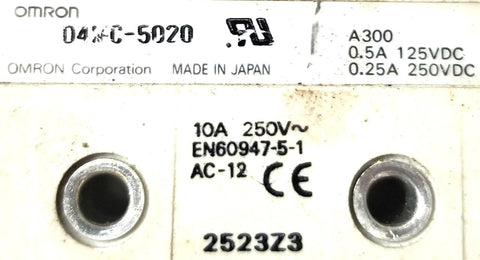 omron
-5020
A300
0.5A 125VDC
OMRON Corporation MADE IN JAPAN
0.25A 250VDC
10A 250V~
EN60947-5-1
AC-12 CE
2523Z3